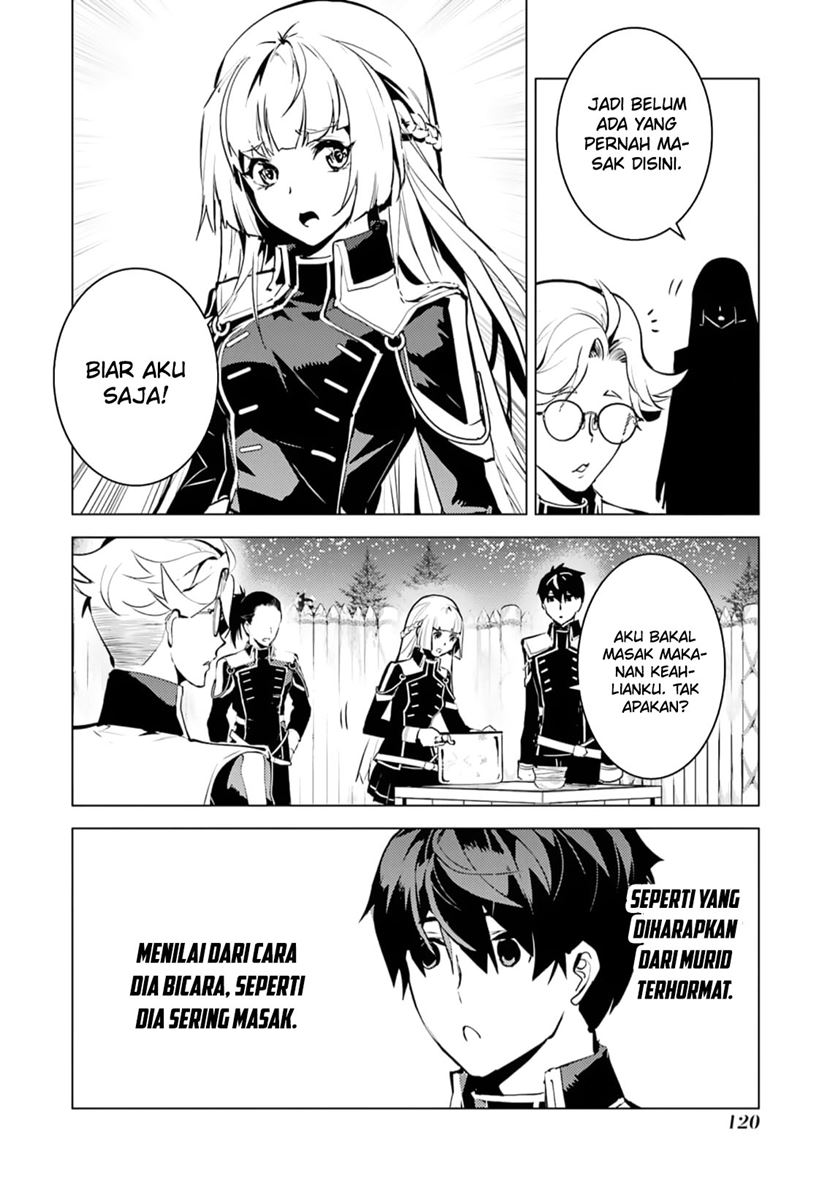 JADI BELUM
ADA YANG
PERNAH MA-
SAK DISINI.
BIAR AKU
SAJA!
AKU BAKAL
MASAK MAKA-
NAN KEAH-
LIANKU. TAK
APAKAN?
SEPERTI YANG
DIHARAPKAN
DARI MURID
TERHORMAT.
MENILAI DARI CARA
DIA BICARA, SEPERTI
DIA SERING MASAK.
120